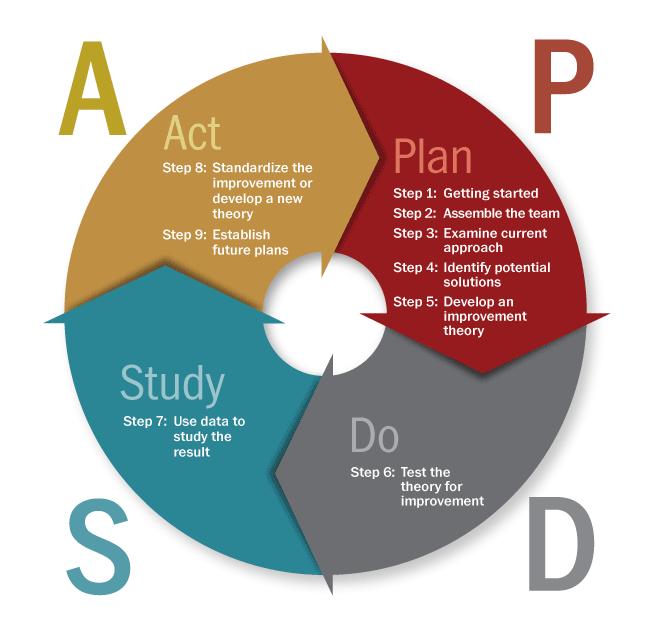 A
P
Act
Step 8: Standardize the
improvement or
develop a new
theory
Step 9: Establish
future plans
Plan
Step 1: Getting started
Step 2: Assemble the team
Step 3: Examine current
approach
Step 4: Identify potential
solutions
Step 5: Develop an
improvement
theory
Study
Step 7: Use data to
study the
result
Do
Step 6: Test the
theory for
improvement
S
D